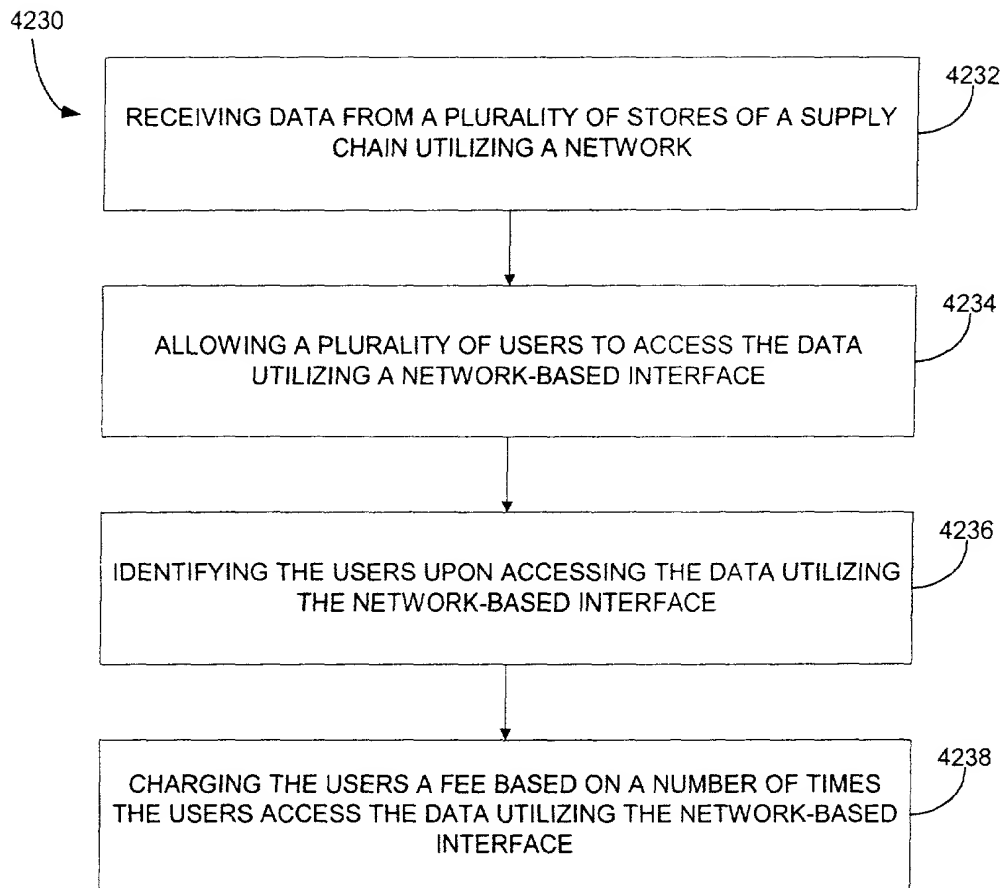 4230
4232
RECEIVING DATA FROM A PLURALITY OF STORES OF A SUPPLY
CHAIN UTILIZING A NETWORK
4234
ALLOWING A PLURALITY OF USERS TO ACCESS THE DATA
UTILIZING A NETWORK-BASED INTERFACE
4236
IDENTIFYING THE USERS UPON ACCESSING THE DATA UTILIZING
THE NETWORK-BASED INTERFACE
4238
CHARGING THE USERS A FEE BASED ON A NUMBER OF TIMES
THE USERS ACCESS THE DATA UTILIZING THE NETWORK-BASED
INTERFACE